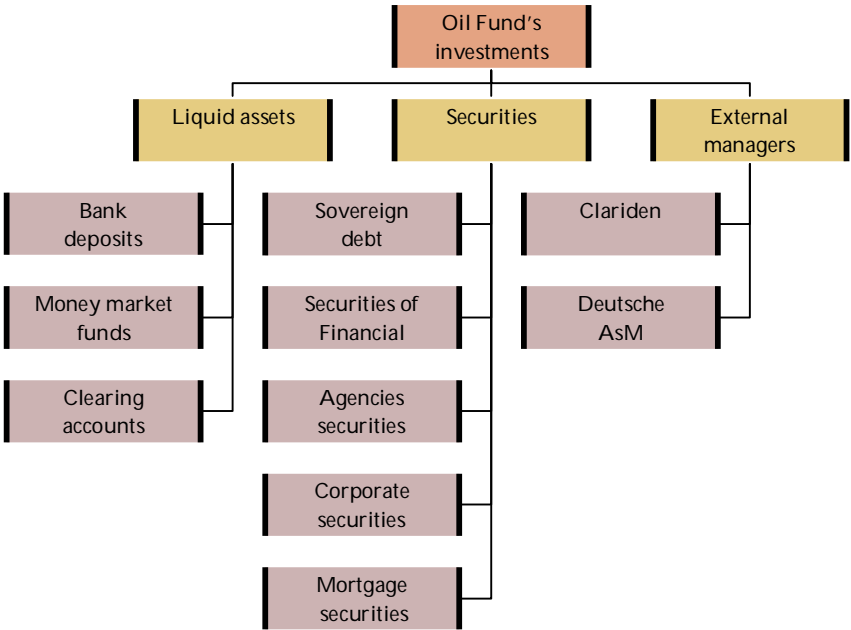 Oil Fund's
investments
Liquid assets
Securities
External
managers
Bank
deposits
Sovereign
debt
Clariden
Money market
funds
Securities of
Financial
Deutsche
AsM
Clearing
accounts
Agencies
securities
Corporate
securities
Mortgage
securities